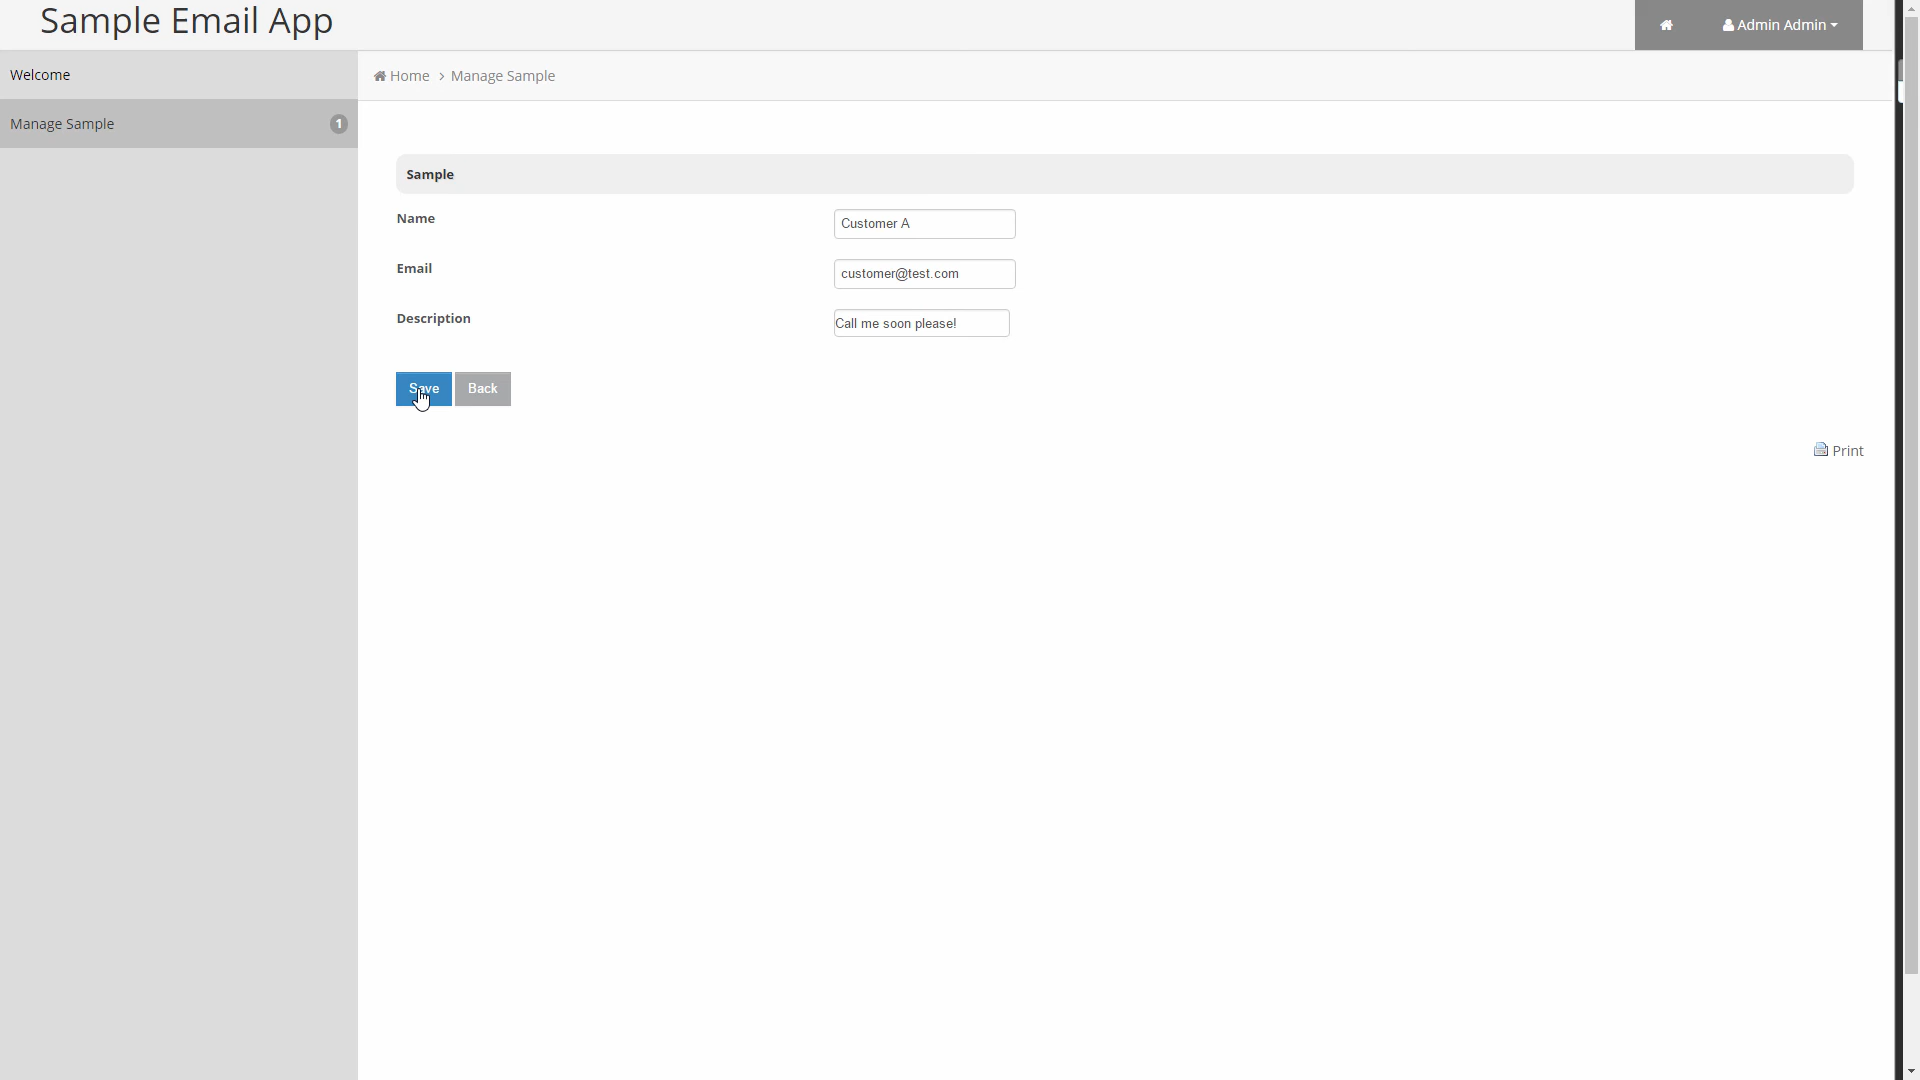 Sample Email App
Admin Admin
Welcome
Home > Manage Sample
Manage Sample 1
Sample
Name Customer A
Email customer@test.com
Description Call me soon please!
Save Back
Print